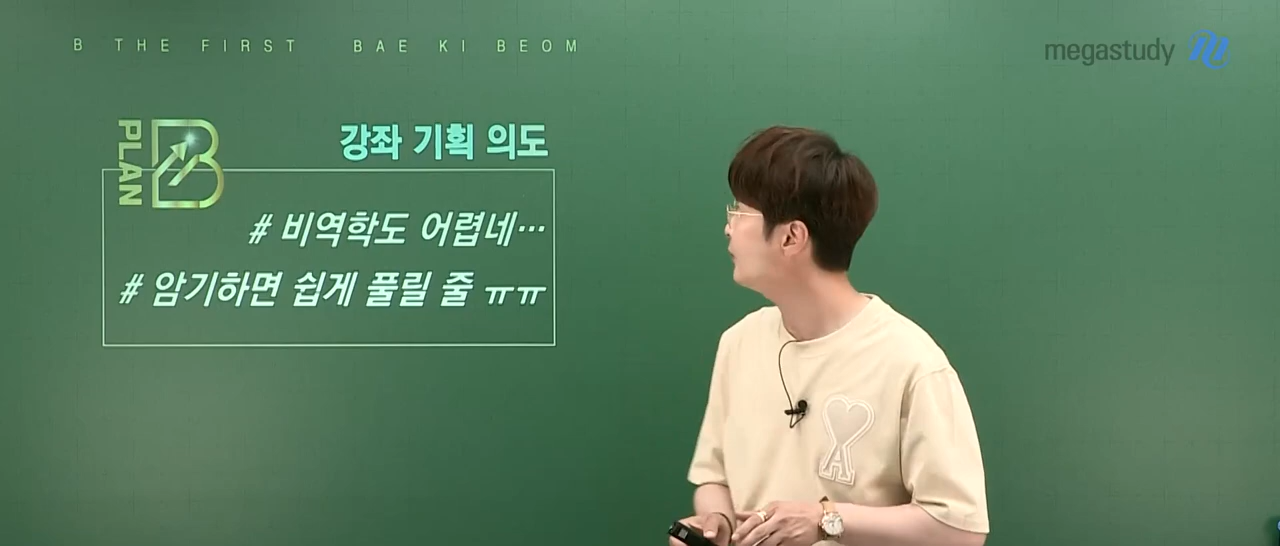 B THE FIRST BAE KI BEOM
megastudy
PLAN B
강좌 기획 의도
# 비역학도 어렵네…
# 암기하면 쉽게 풀릴 줄 ㅠㅠ
A